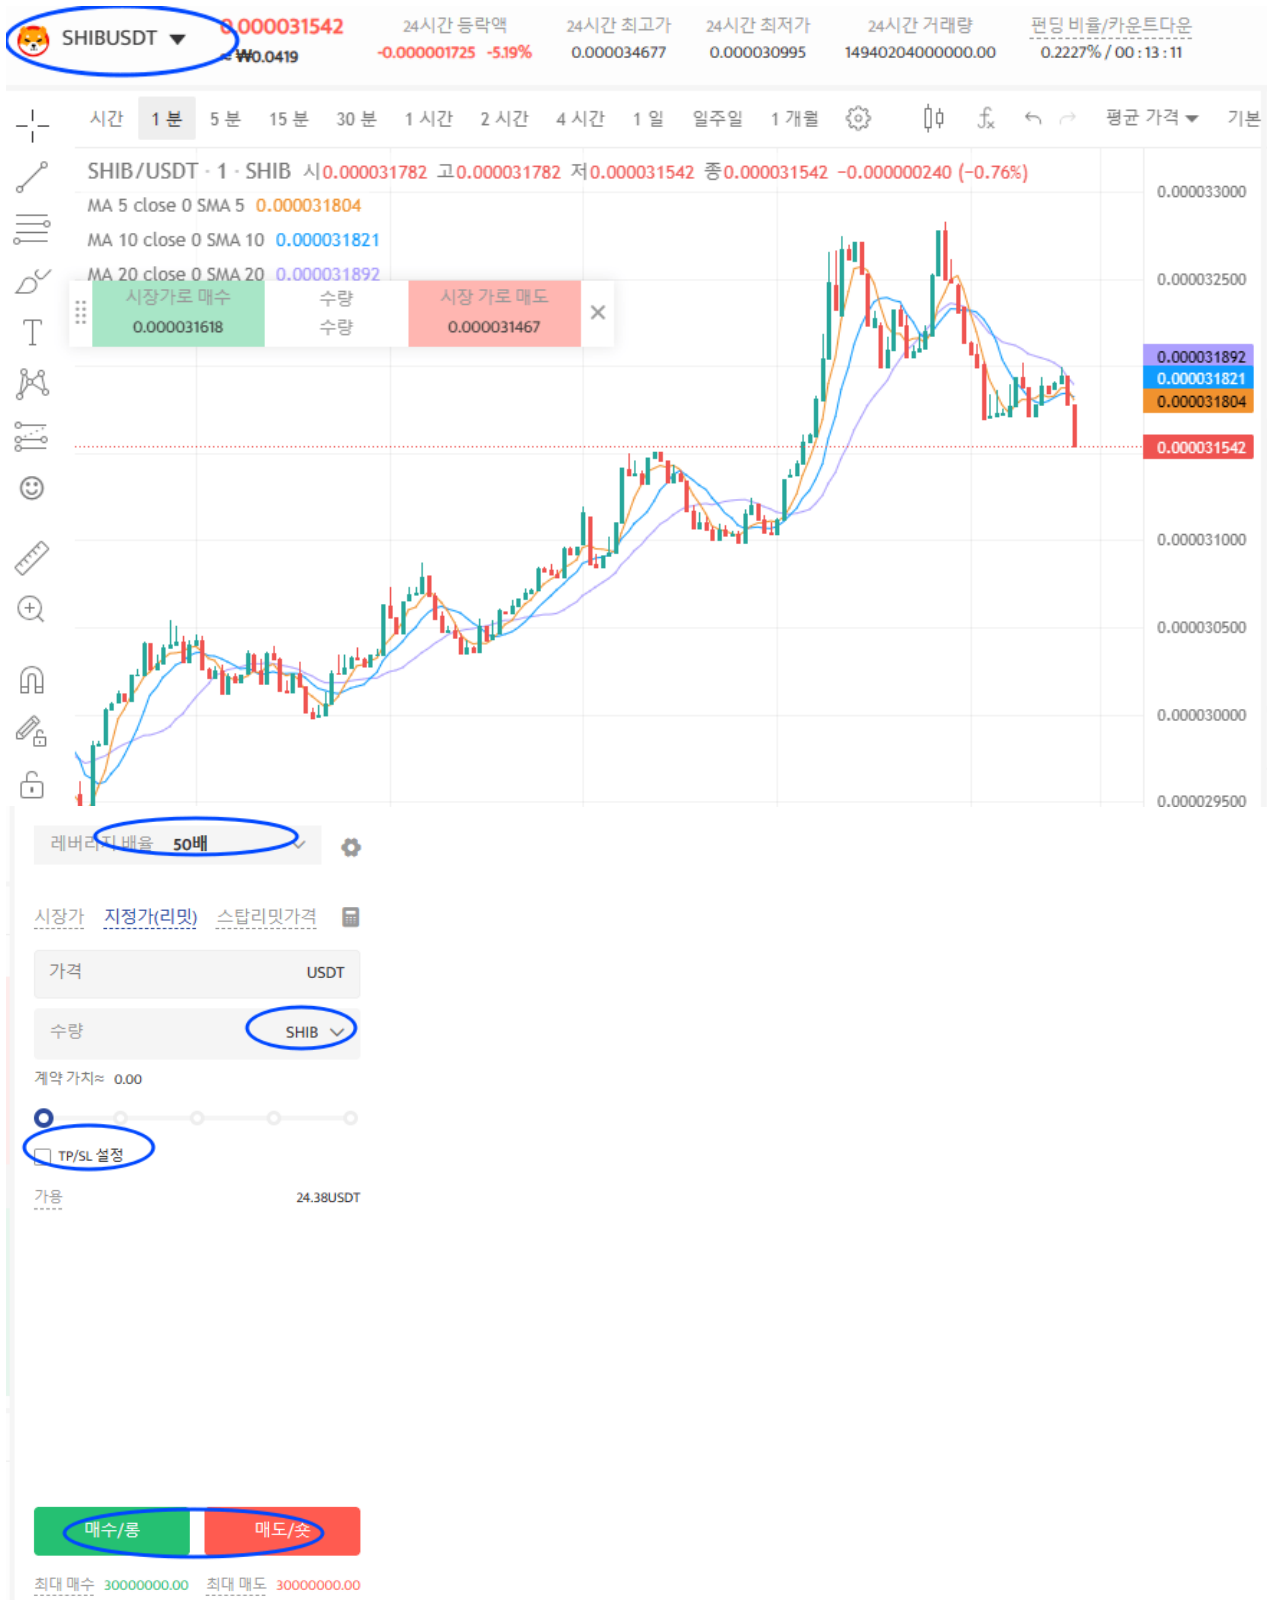 SHIBUSDT
0.000031542
≈ ₩0.0419
24시간 등락액
-0.000001725 -5.19%
24시간 최고가
0.000034677
24시간 최저가
0.000030995
24시간 거래량
14940204000000.00
펀딩 비율/카운트다운
0.2227% / 00 : 13 : 11
시간 1 분 5 분 15 분 30 분 1 시간 2 시간 4 시간 1 일 일주일 1 개월 평균 가격 기본
SHIB/USDT · 1 · SHIB 시0.000031782 고0.000031782 저0.000031542 종0.000031542 −0.000000240 (−0.76%)
MA 5 close 0 SMA 5 0.000031804
MA 10 close 0 SMA 10 0.000031821
MA 20 close 0 SMA 20 0.000031892
시장가로 매수 수량 시장 가로 매도
0.000031618 수량 0.000031467
0.000033000
0.000032500
0.000031892
0.000031821
0.000031804
0.000031542
0.000031000
0.000030500
0.000030000
0.000029500
레버리지 배율 50배
시장가 지정가(리밋) 스탑리밋가격
가격 USDT
수량 SHIB
계약 가치≈ 0.00
TP/SL 설정
가용 24.38USDT
매수/롱 매도/숏
최대 매수 30000000.00 최대 매도 30000000.00